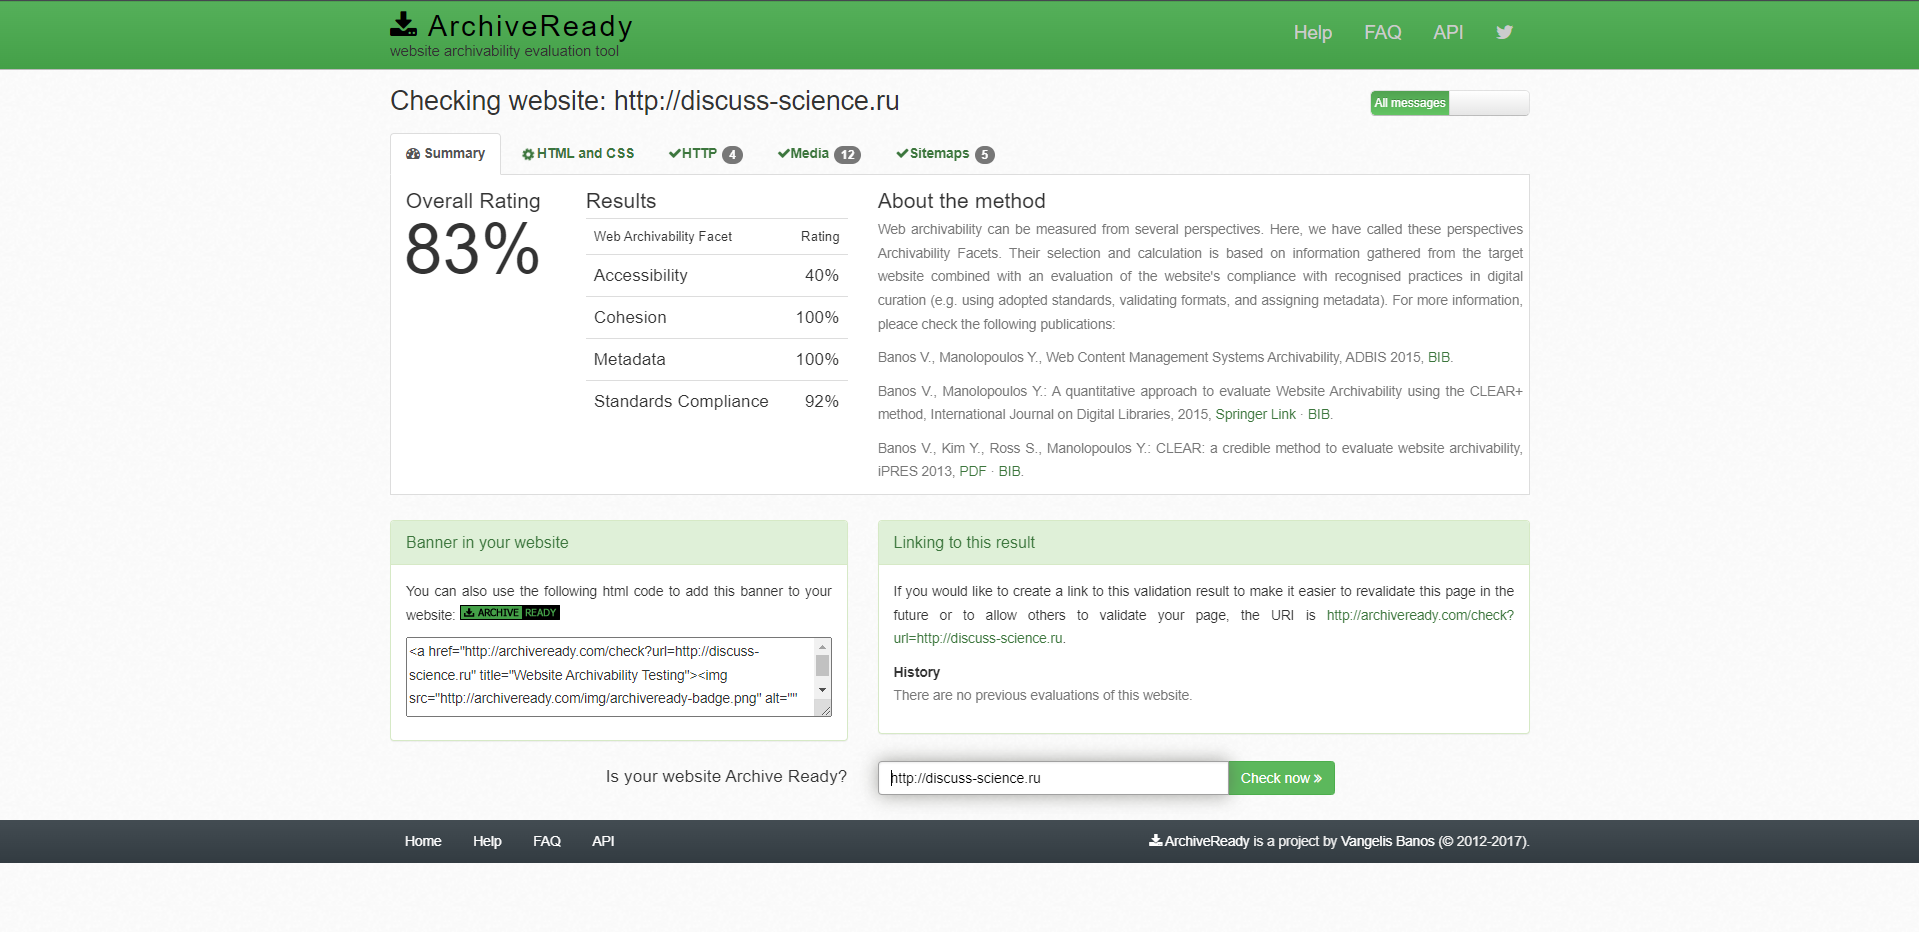 ArchiveReady
website archivability evaluation tool
Help FAQ API
Checking website: http://discuss-science.ru
All messages
Summary HTML and CSS HTTP 4 Media 12 Sitemaps 5
Overall Rating
83%
Results
Web Archivability Facet Rating
Accessibility 40%
Cohesion 100%
Metadata 100%
Standards Compliance 92%
About the method
Web archivability can be measured from several perspectives. Here, we have called these perspectives
Archivability Facets. Their selection and calculation is based on information gathered from the target
website combined with an evaluation of the website's compliance with recognised practices in digital
curation (e.g. using adopted standards, validating formats, and assigning metadata). For more information,
pleace check the following publications:
Banos V., Manolopoulos Y., Web Content Management Systems Archivability, ADBIS 2015, BIB.
Banos V., Manolopoulos Y.: A quantitative approach to evaluate Website Archivability using the CLEAR+
method, International Journal on Digital Libraries, 2015, Springer Link · BIB.
Banos V., Kim Y., Ross S., Manolopoulos Y.: CLEAR: a credible method to evaluate website archivability,
iPRES 2013, PDF · BIB.
Banner in your website
You can also use the following html code to add this banner to your
website: ARCHIVE READY
<a href="http://archiveready.com/check?url=http://discuss-
science.ru" title="Website Archivability Testing"><img
src="http://archiveready.com/img/archiveready-badge.png" alt=""
Linking to this result
If you would like to create a link to this validation result to make it easier to revalidate this page in the
future or to allow others to validate your page, the URI is http://archiveready.com/check?
url=http://discuss-science.ru.
History
There are no previous evaluations of this website.
Is your website Archive Ready? http://discuss-science.ru Check now »
Home Help FAQ API ArchiveReady is a project by Vangelis Banos (© 2012-2017).